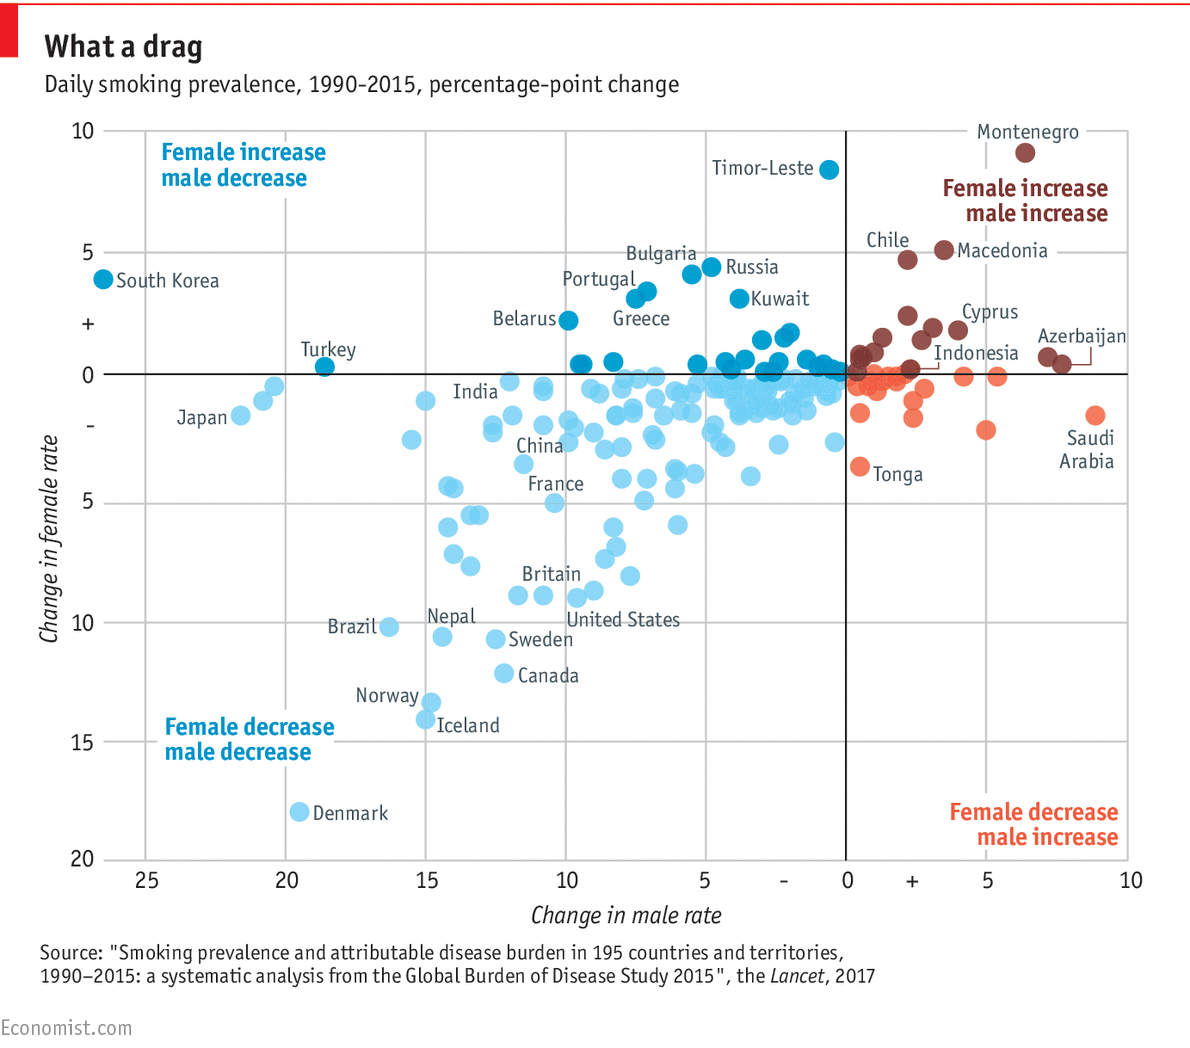 What a drag
Daily smoking prevalence, 1990-2015, percentage-point change
10
Montenegro
Female increase
male decrease
Timor-Leste
Female increase
male increase
Chile
Macedonia
5
Bulgaria
Russia
South Korea
Portugal
Kuwait
+
Belarus
Greece
Cyprus
Azerbaijan
Turkey
Indonesia
0
India
Japan
-
China
Saudi
Arabia
France
Tonga
5
Change in female rate
Britain
10
Brazil
Nepal
United States
Sweden
Canada
Norway
Iceland
Female decrease
male decrease
15
Denmark
Female decrease
male increase
20
25
20
15
10
5
-
0
+
5
10
Change in male rate
Source: "Smoking prevalence and attributable disease burden in 195 countries and territories,
1990–2015: a systematic analysis from the Global Burden of Disease Study 2015", the Lancet, 2017
Economist.com